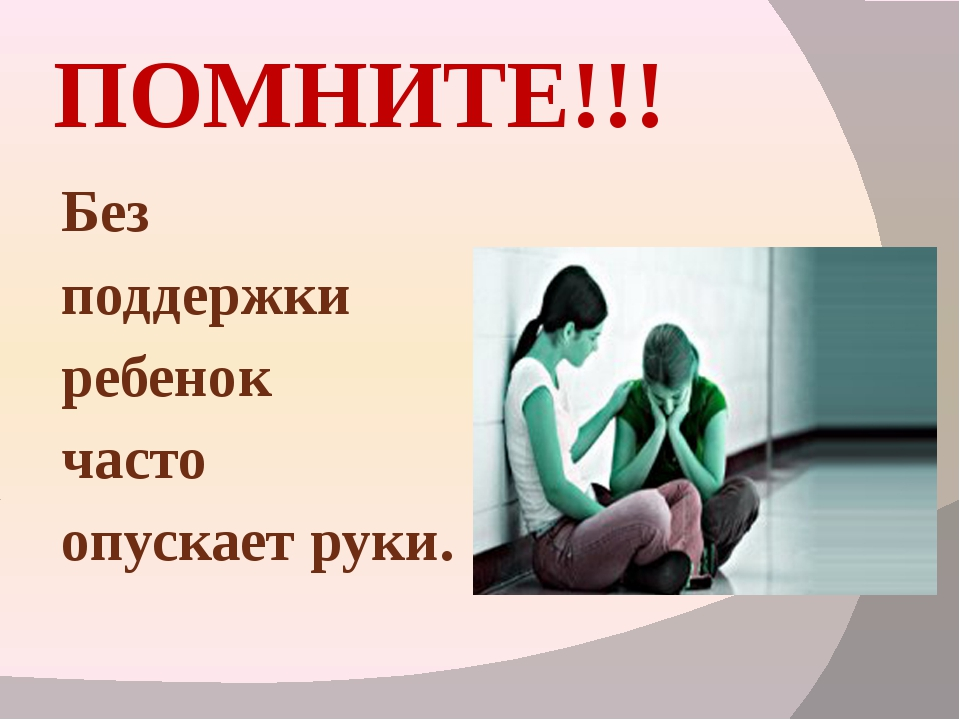 ПОМНИТЕ!!!
Без
поддержки
ребенок
часто
опускает руки.